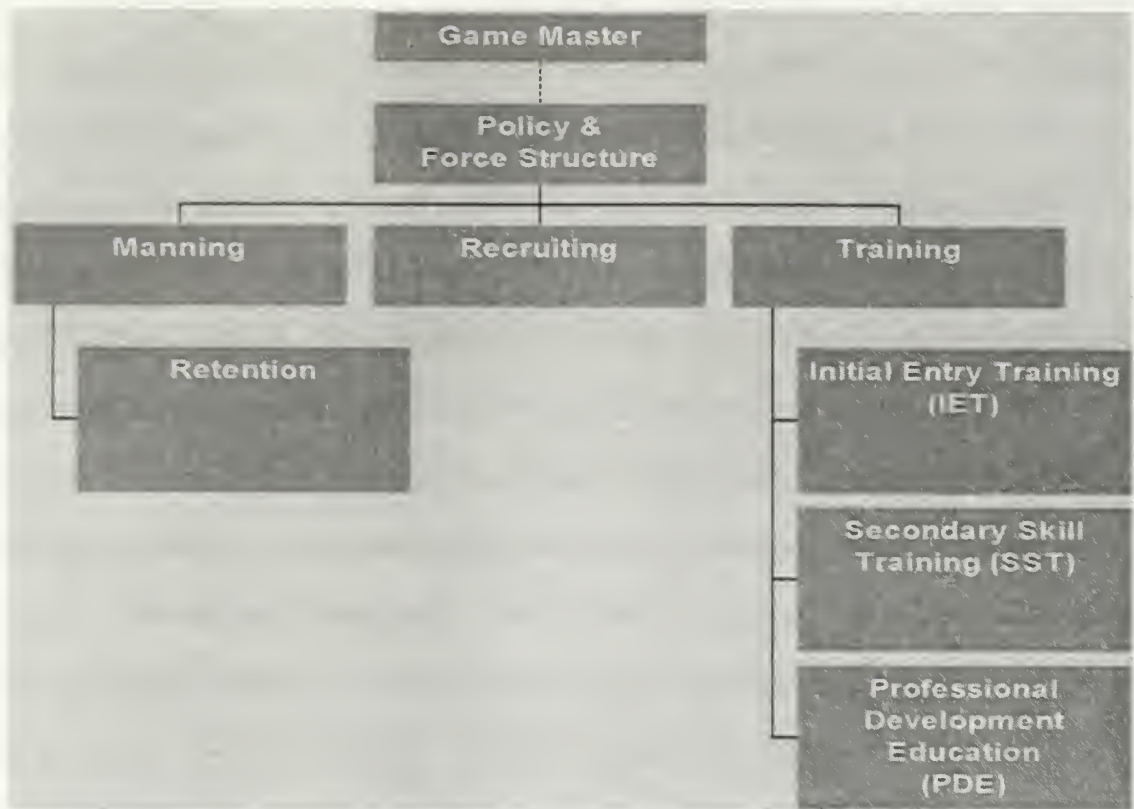 Game Master
Policy &
Force Structure
Manning
Recruiting
Training
Retention
Initial Entry Training
(IET)
Secondary Skill
Training (SST)
Professional
Development
Education
(PDE)